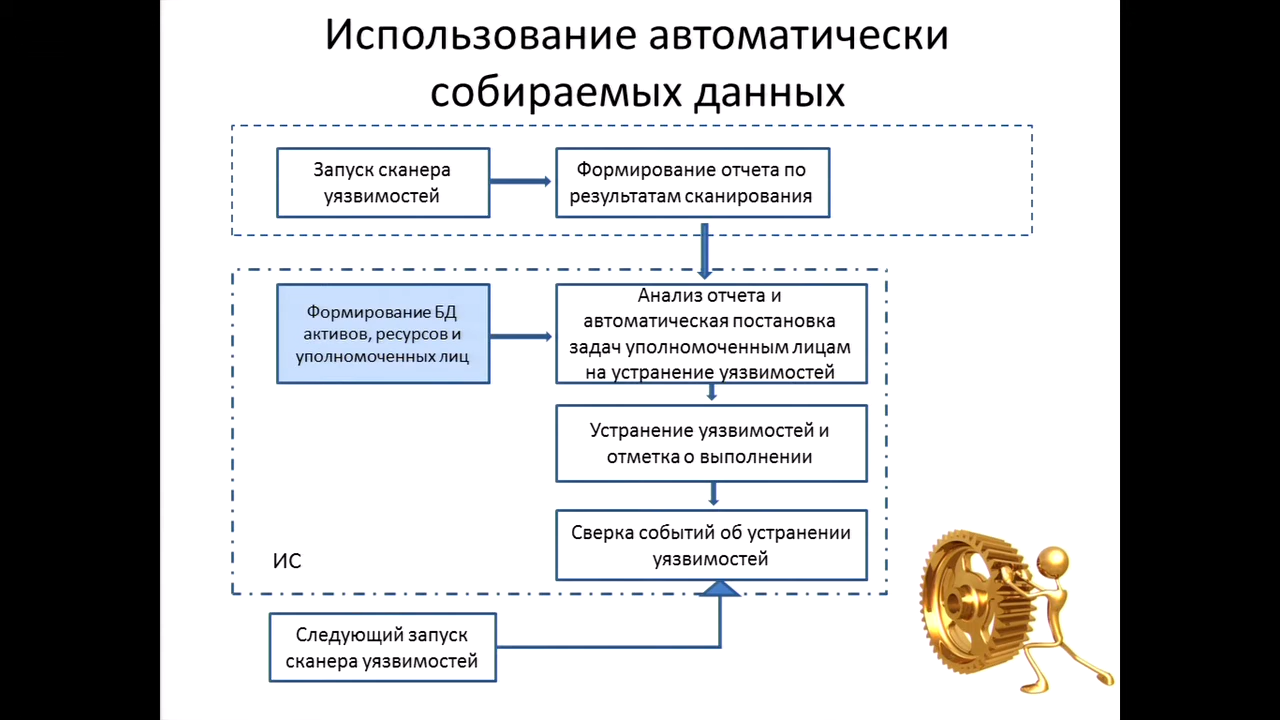 Использование автоматически
собираемых данных
Запуск сканера
уязвимостей
Формирование отчета по
результатам сканирования
Формирование БД
активов, ресурсов и
уполномоченных лиц
Анализ отчета и
автоматическая постановка
задач уполномоченным лицам
на устранение уязвимостей
Устранение уязвимостей и
отметка о выполнении
Сверка событий об устранении
уязвимостей
ИС
Следующий запуск
сканера уязвимостей